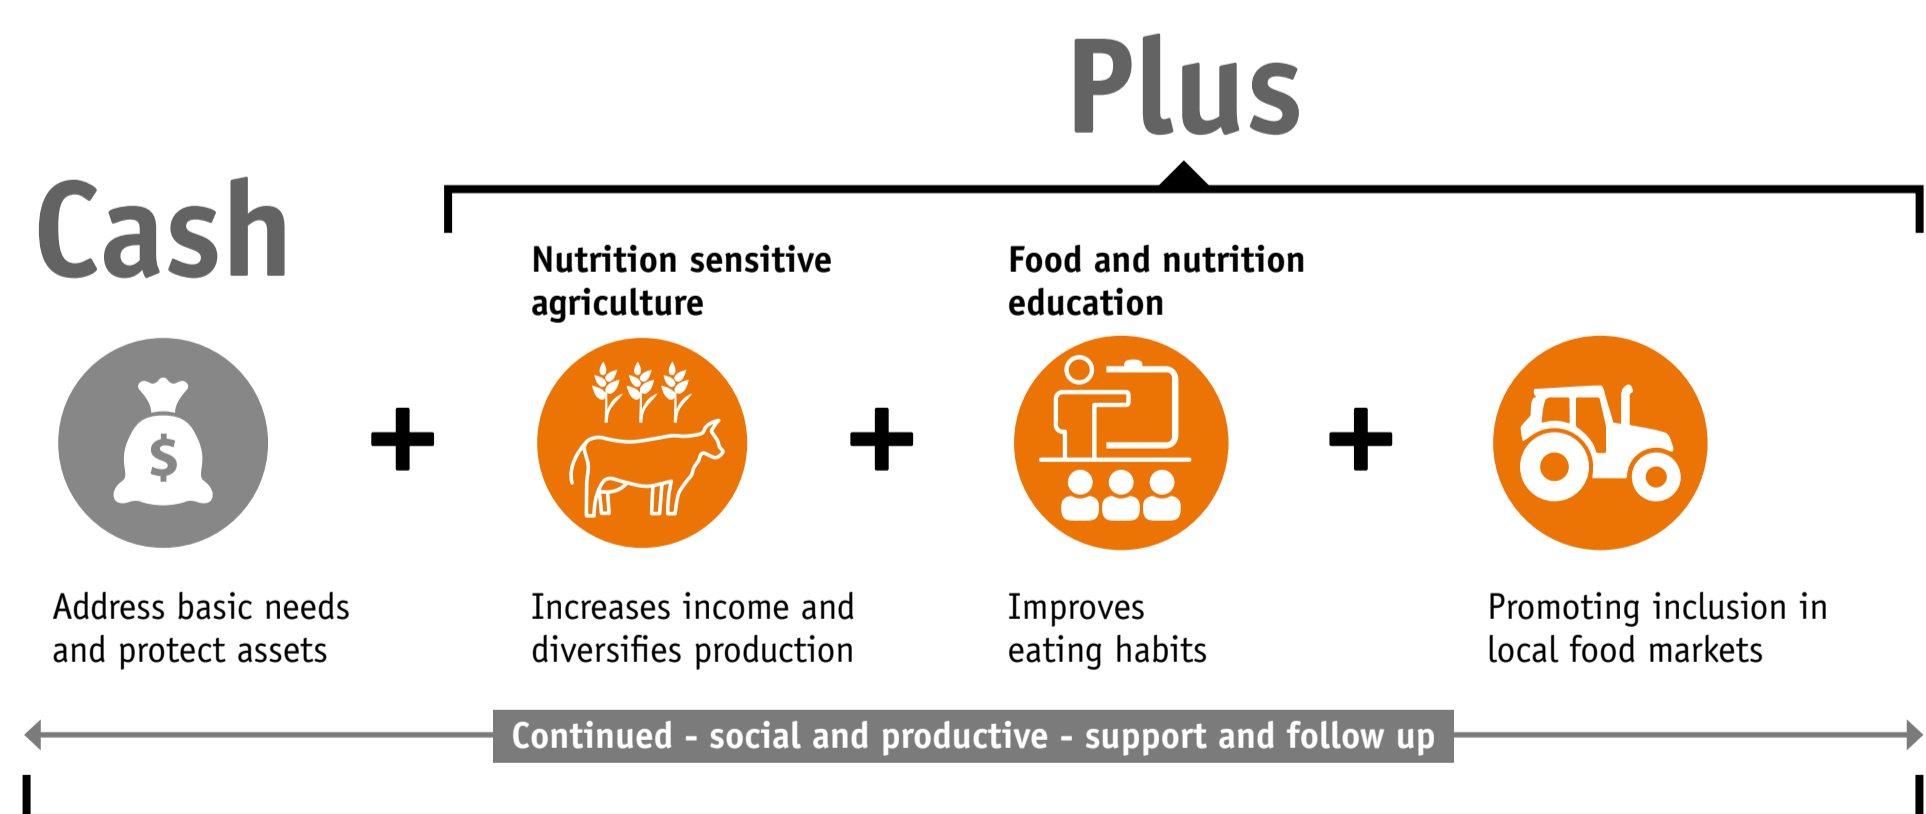 Plus
Cash
Nutrition sensitive
agriculture
Food and nutrition
education
$
Address basic needs
and protect assets
Increases income and
diversifies production
Improves
eating habits
Promoting inclusion in
local food markets
Continued - social and productive - support and follow up